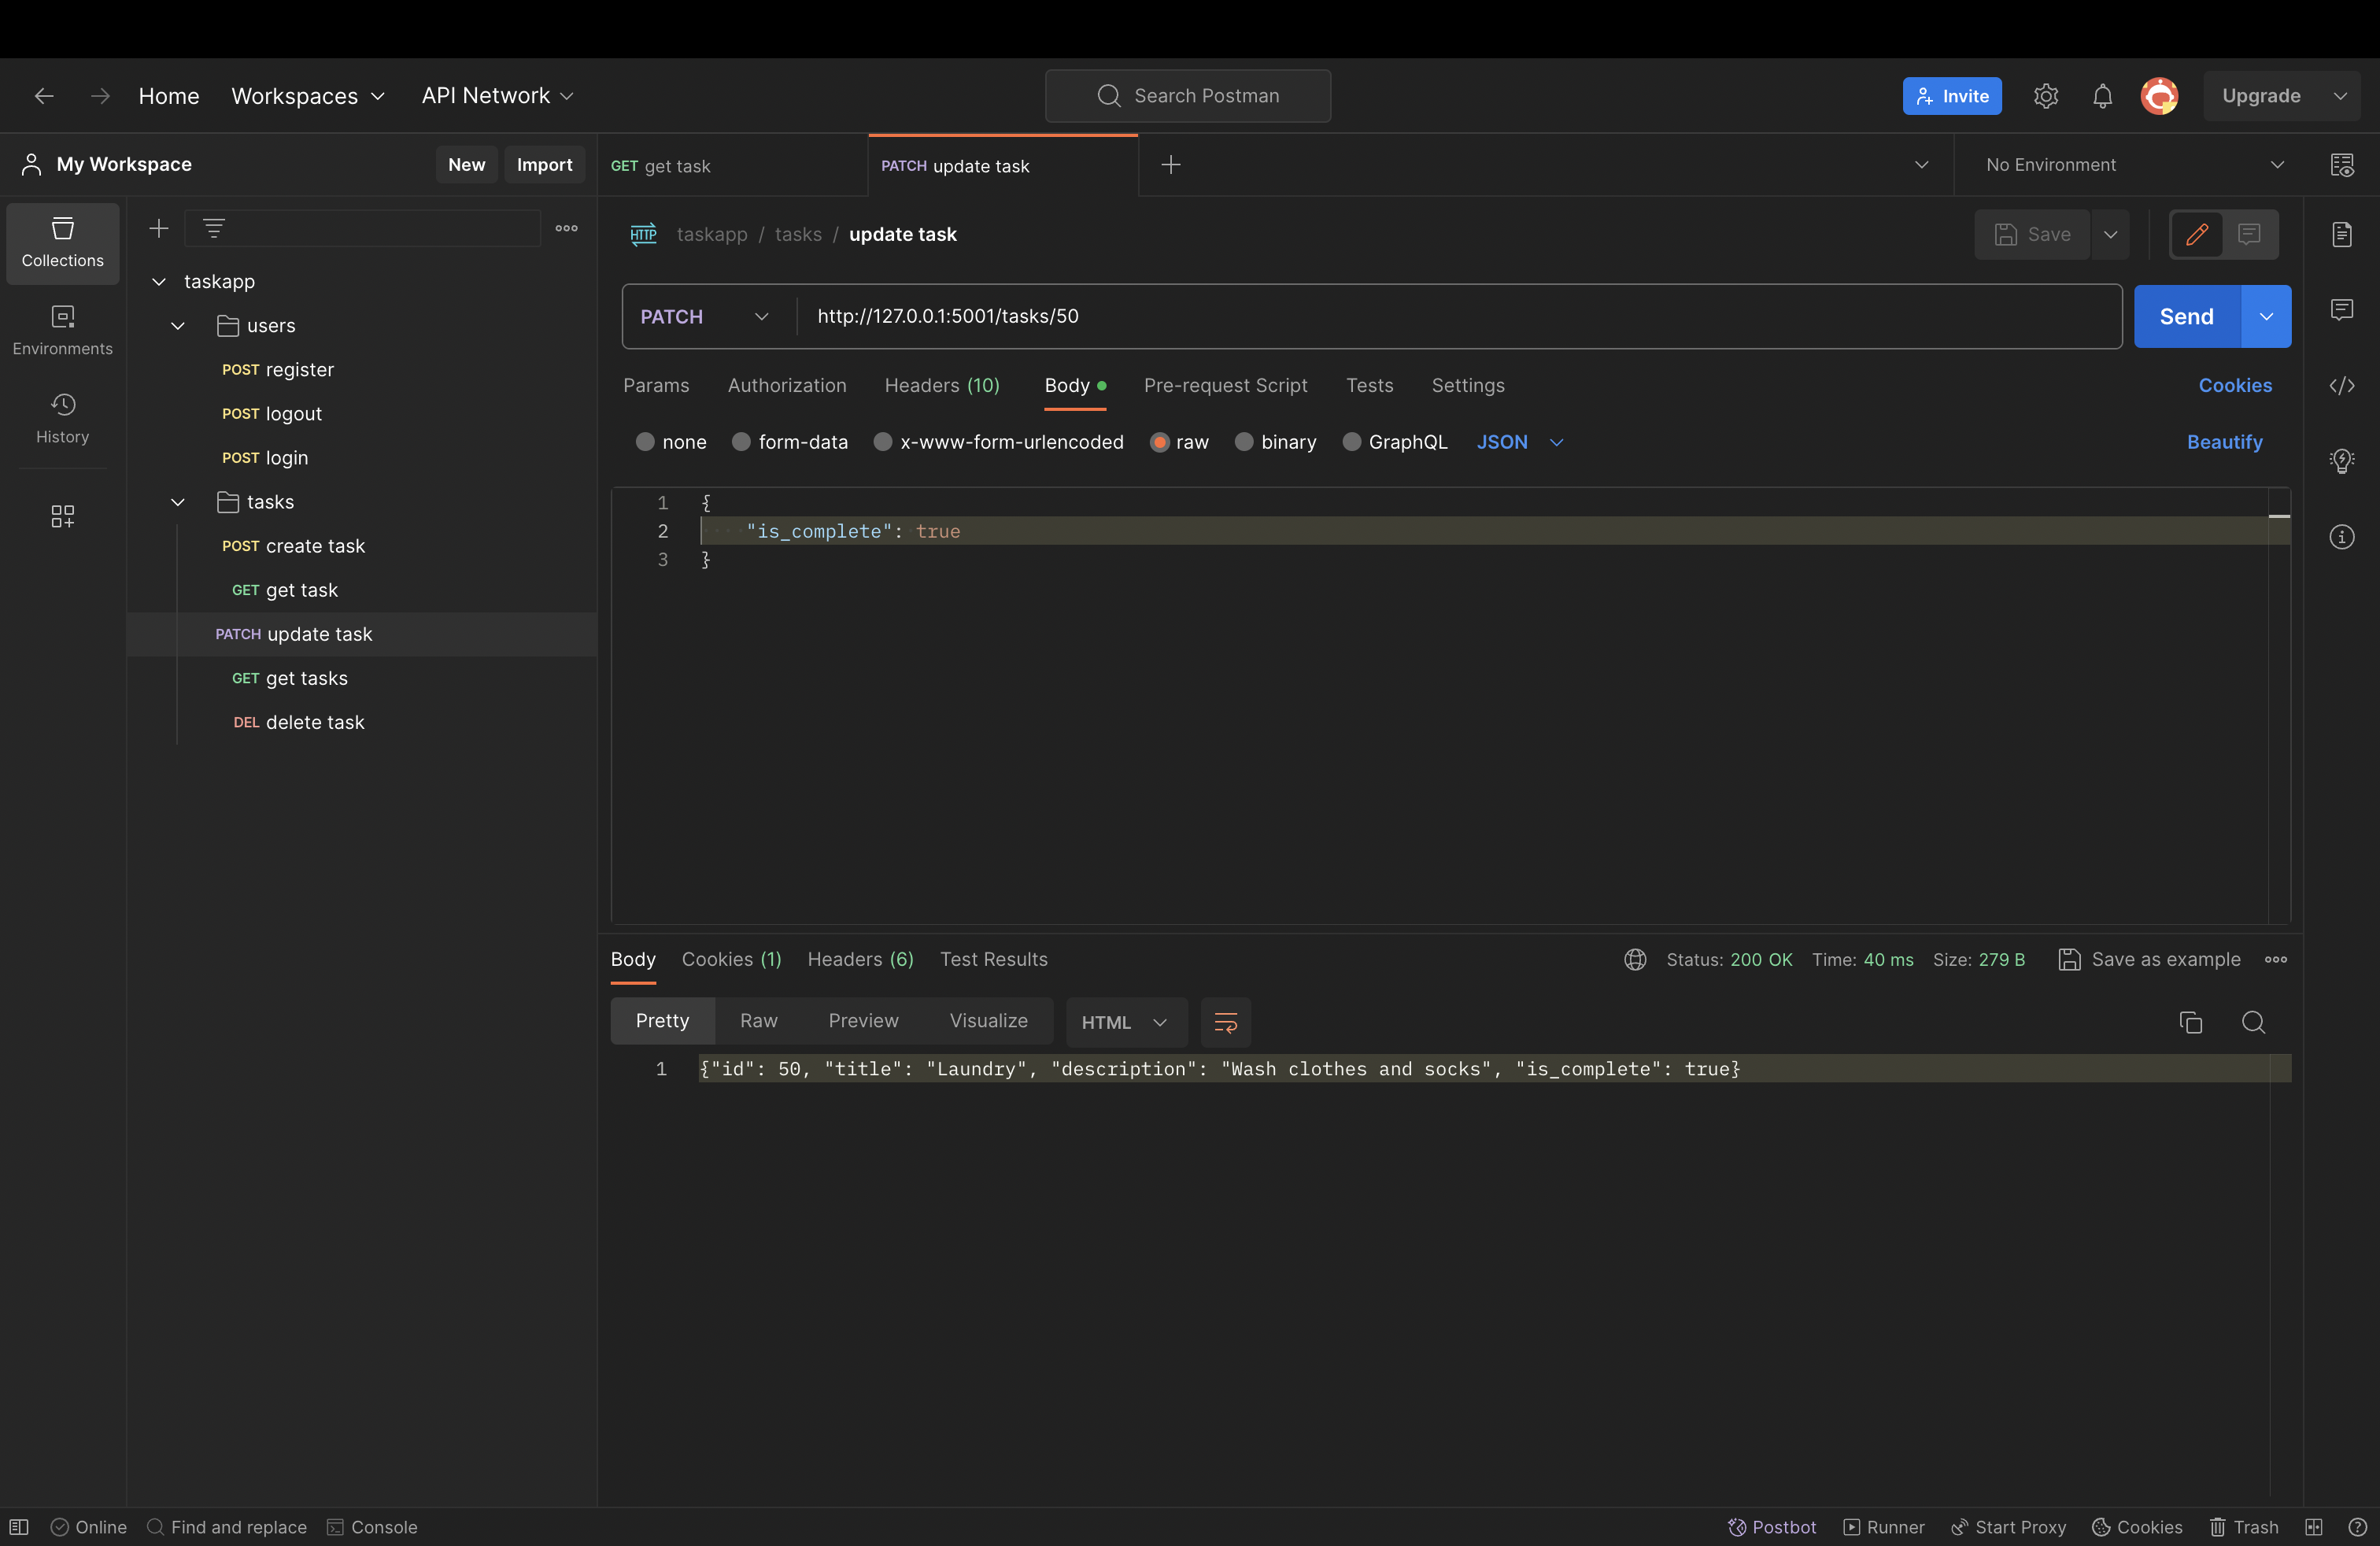 Home Workspaces API Network Search Postman Invite Upgrade
My Workspace New Import GET get task PATCH update task No Environment
Collections
Environments
History
taskapp
users
POST register
POST logout
POST login
tasks
POST create task
GET get task
PATCH update task
GET get tasks
DEL delete task
HTTP taskapp / tasks / update task Save
PATCH http://127.0.0.1:5001/tasks/50 Send
Params Authorization Headers (10) Body Pre-request Script Tests Settings Cookies
none form-data x-www-form-urlencoded raw binary GraphQL JSON Beautify
1 {
2 "is_complete": true
3 }
Body Cookies (1) Headers (6) Test Results Status: 200 OK Time: 40 ms Size: 279 B Save as example
Pretty Raw Preview Visualize HTML
1 {"id": 50, "title": "Laundry", "description": "Wash clothes and socks", "is_complete": true}
Online Find and replace Console Postbot Runner Start Proxy Cookies Trash